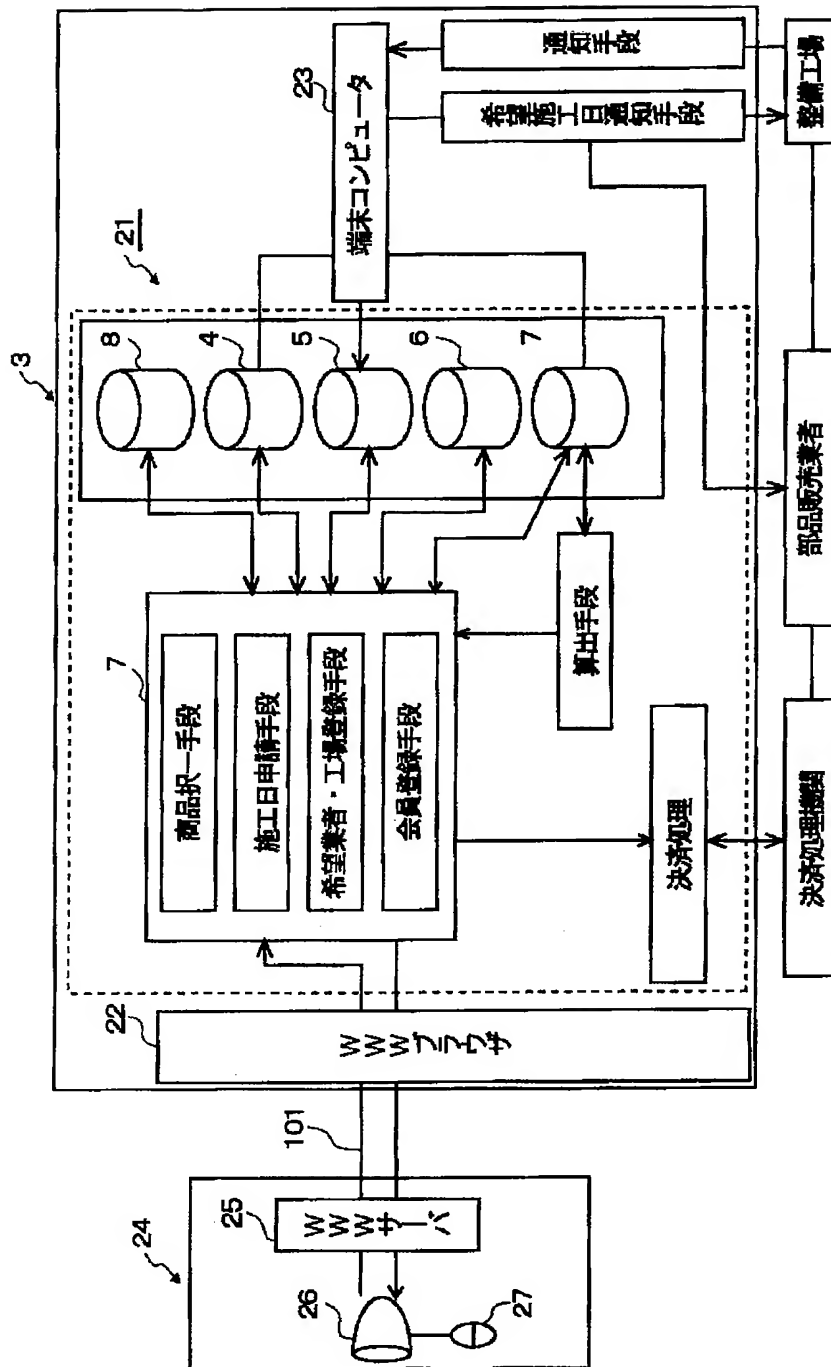 3
21
23
端末コンピュータ
通知手段
希望施工日通知手段
整備工場
8
4
5
6
7
7
商品択一手段
施工日申請手段
希望業者・工場登録手段
会員登録手段
算出手段
決済処理
部品販売業者
決済処理機関
22
WWWブラウザ
101
24
25
WWWサーバ
26
27